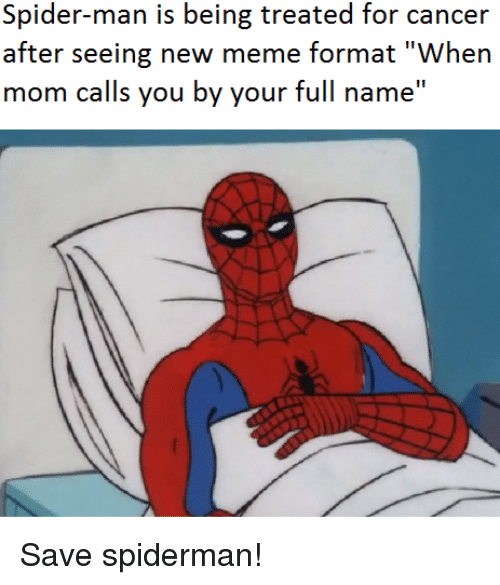 Spider-man is being treated for cancer
after seeing new meme format "When
mom calls you by your full name"
Save spiderman!